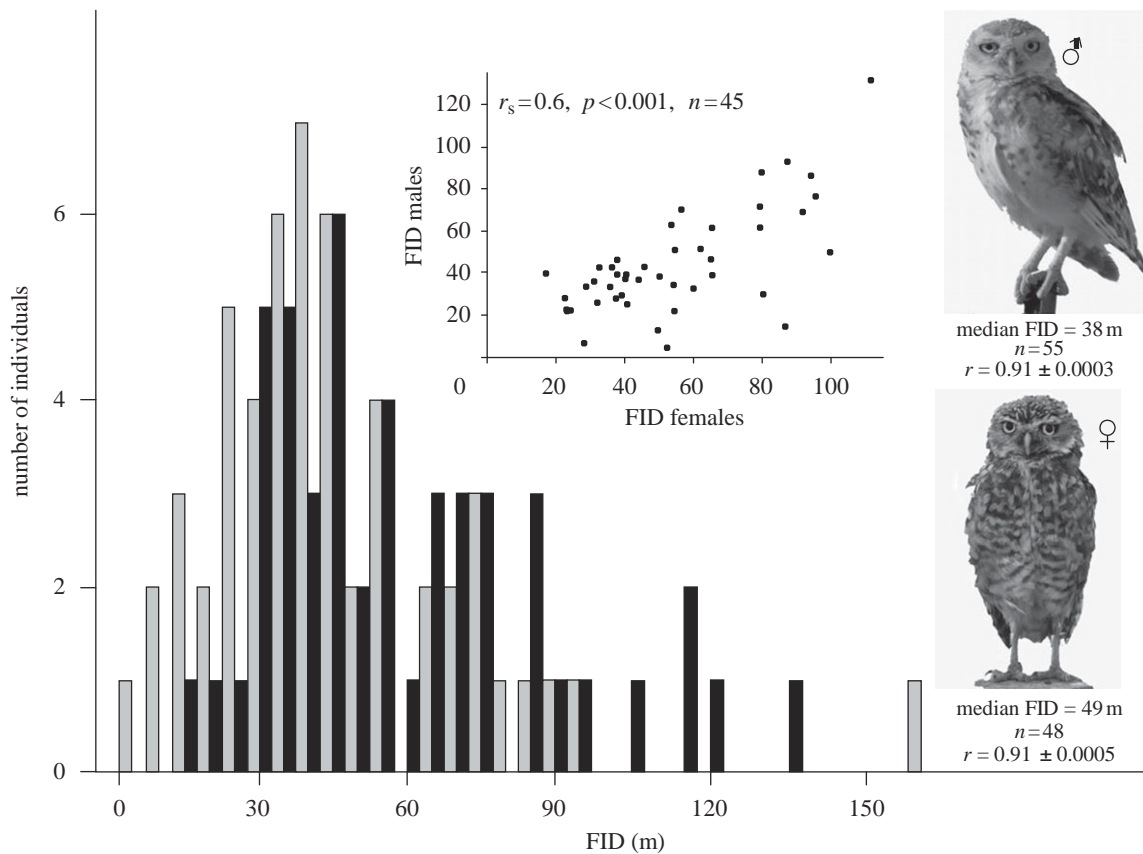 number of individuals
6
4
2
0
0
30
60
90
120
150
FID (m)
r_s=0.6, p<0.001, n=45
FID males
120
100
80
60
40
20
0
20
40
60
80
100
FID females
♂
median FID = 38 m
n=55
r = 0.91 ± 0.0003
♀
median FID = 49 m
n=48
r = 0.91 ± 0.0005